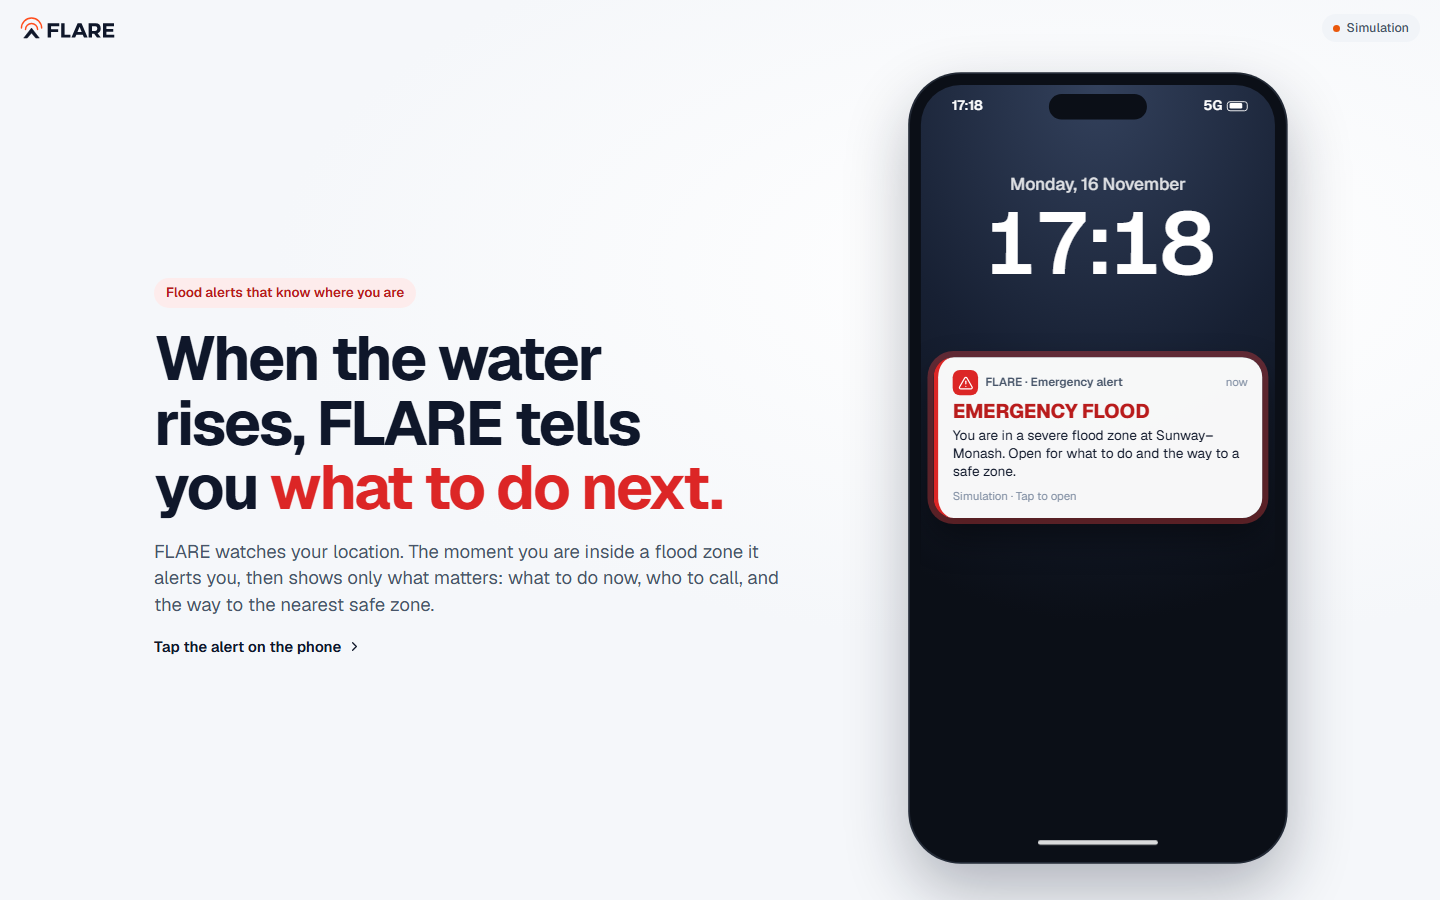 FLARE
Simulation
17:18
5G
Monday, 16 November
17:18
Flood alerts that know where you are
When the water
rises, FLARE tells
you what to do next.
FLARE watches your location. The moment you are inside a flood zone it
alerts you, then shows only what matters: what to do now, who to call, and
the way to the nearest safe zone.
Tap the alert on the phone
FLARE · Emergency alert
now
EMERGENCY FLOOD
You are in a severe flood zone at Sunway–
Monash. Open for what to do and the way to a
safe zone.
Simulation · Tap to open